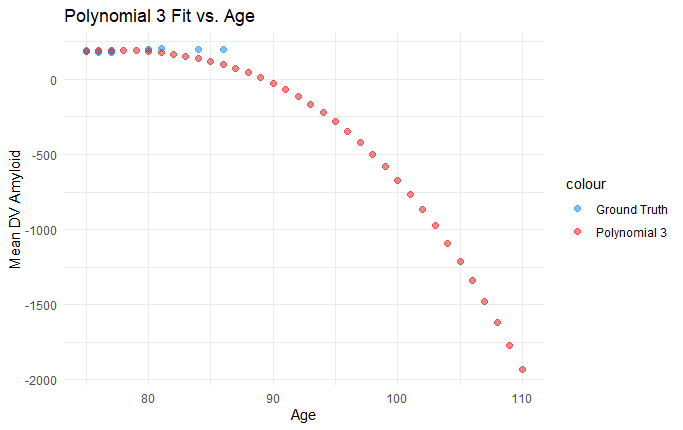 Polynomial 3 Fit vs. Age
Mean DV Amyloid
0
-500
-1000
-1500
-2000
80
90
100
110
Age
colour
Ground Truth
Polynomial 3